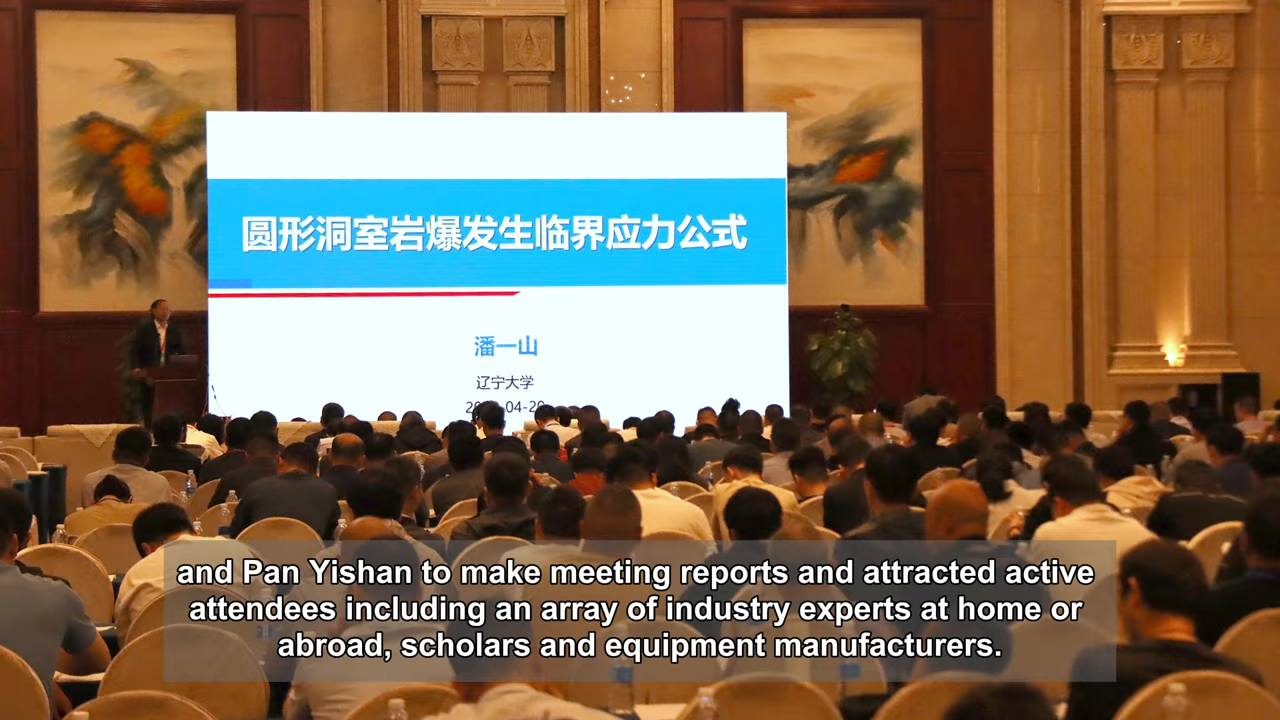 圆形洞室岩爆发生临界应力公式
潘一山
辽宁大学
and Pan Yishan to make meeting reports and attracted active
attendees including an array of industry experts at home or
abroad, scholars and equipment manufacturers.